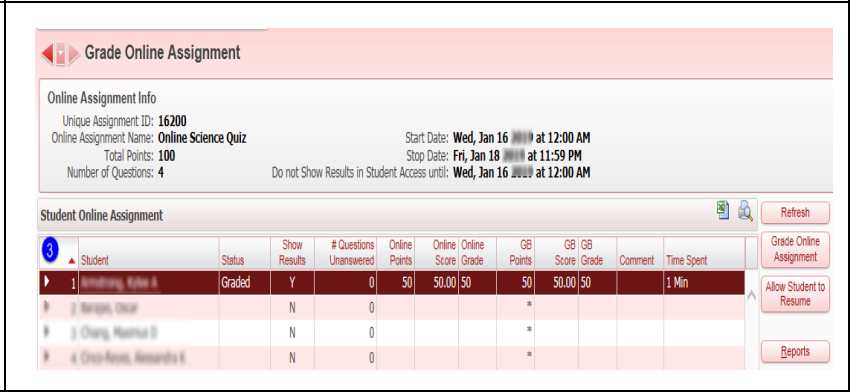 Grade Online Assignment
Online Assignment Info
Unique Assignment ID: 16200
Online Assignment Name: Online Science Quiz
Start Date: Wed, Jan 16 at 12:00 AM
Total Points: 100
Stop Date: Fri, Jan 18 at 11:59 PM
Number of Questions: 4
Do not Show Results in Student Access until: Wed, Jan 16 at 12:00 AM
Student Online Assignment
Refresh
3 Student Status Show Results # Questions Unanswered Online Points Online Score Online Grade GB Points GB Score GB Grade Comment Time Spent
Grade Online Assignment
1 Graded Y 0 50 50.00 50 50 50.00 50 1 Min
Allow Student to Resume
2 N 0 *
3 N 0 *
4 N 0 *
Reports